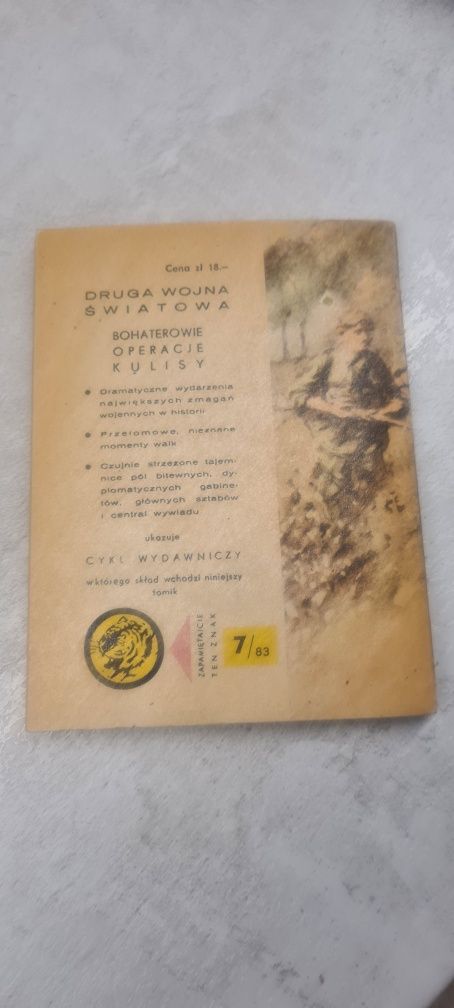 Cena zł 18.–
DRUGA WOJNA
ŚWIATOWA
BOHATEROWIE
OPERACJE
KULISY
● Dramatyczne wydarzenia
największych zmagań
wojennych w historii
● Przełomowe, nieznane
momenty walk
● Czujnie strzeżone tajem-
nice pól bitewnych, dy-
plomatycznych gabine-
tów, głównych sztabów
i central wywiadu
ukazuje
CYKL WYDAWNICZY
w którego skład wchodzi niniejszy
tomik
ZAPAMIĘTAJCIE
TEN ZNAK
7/83